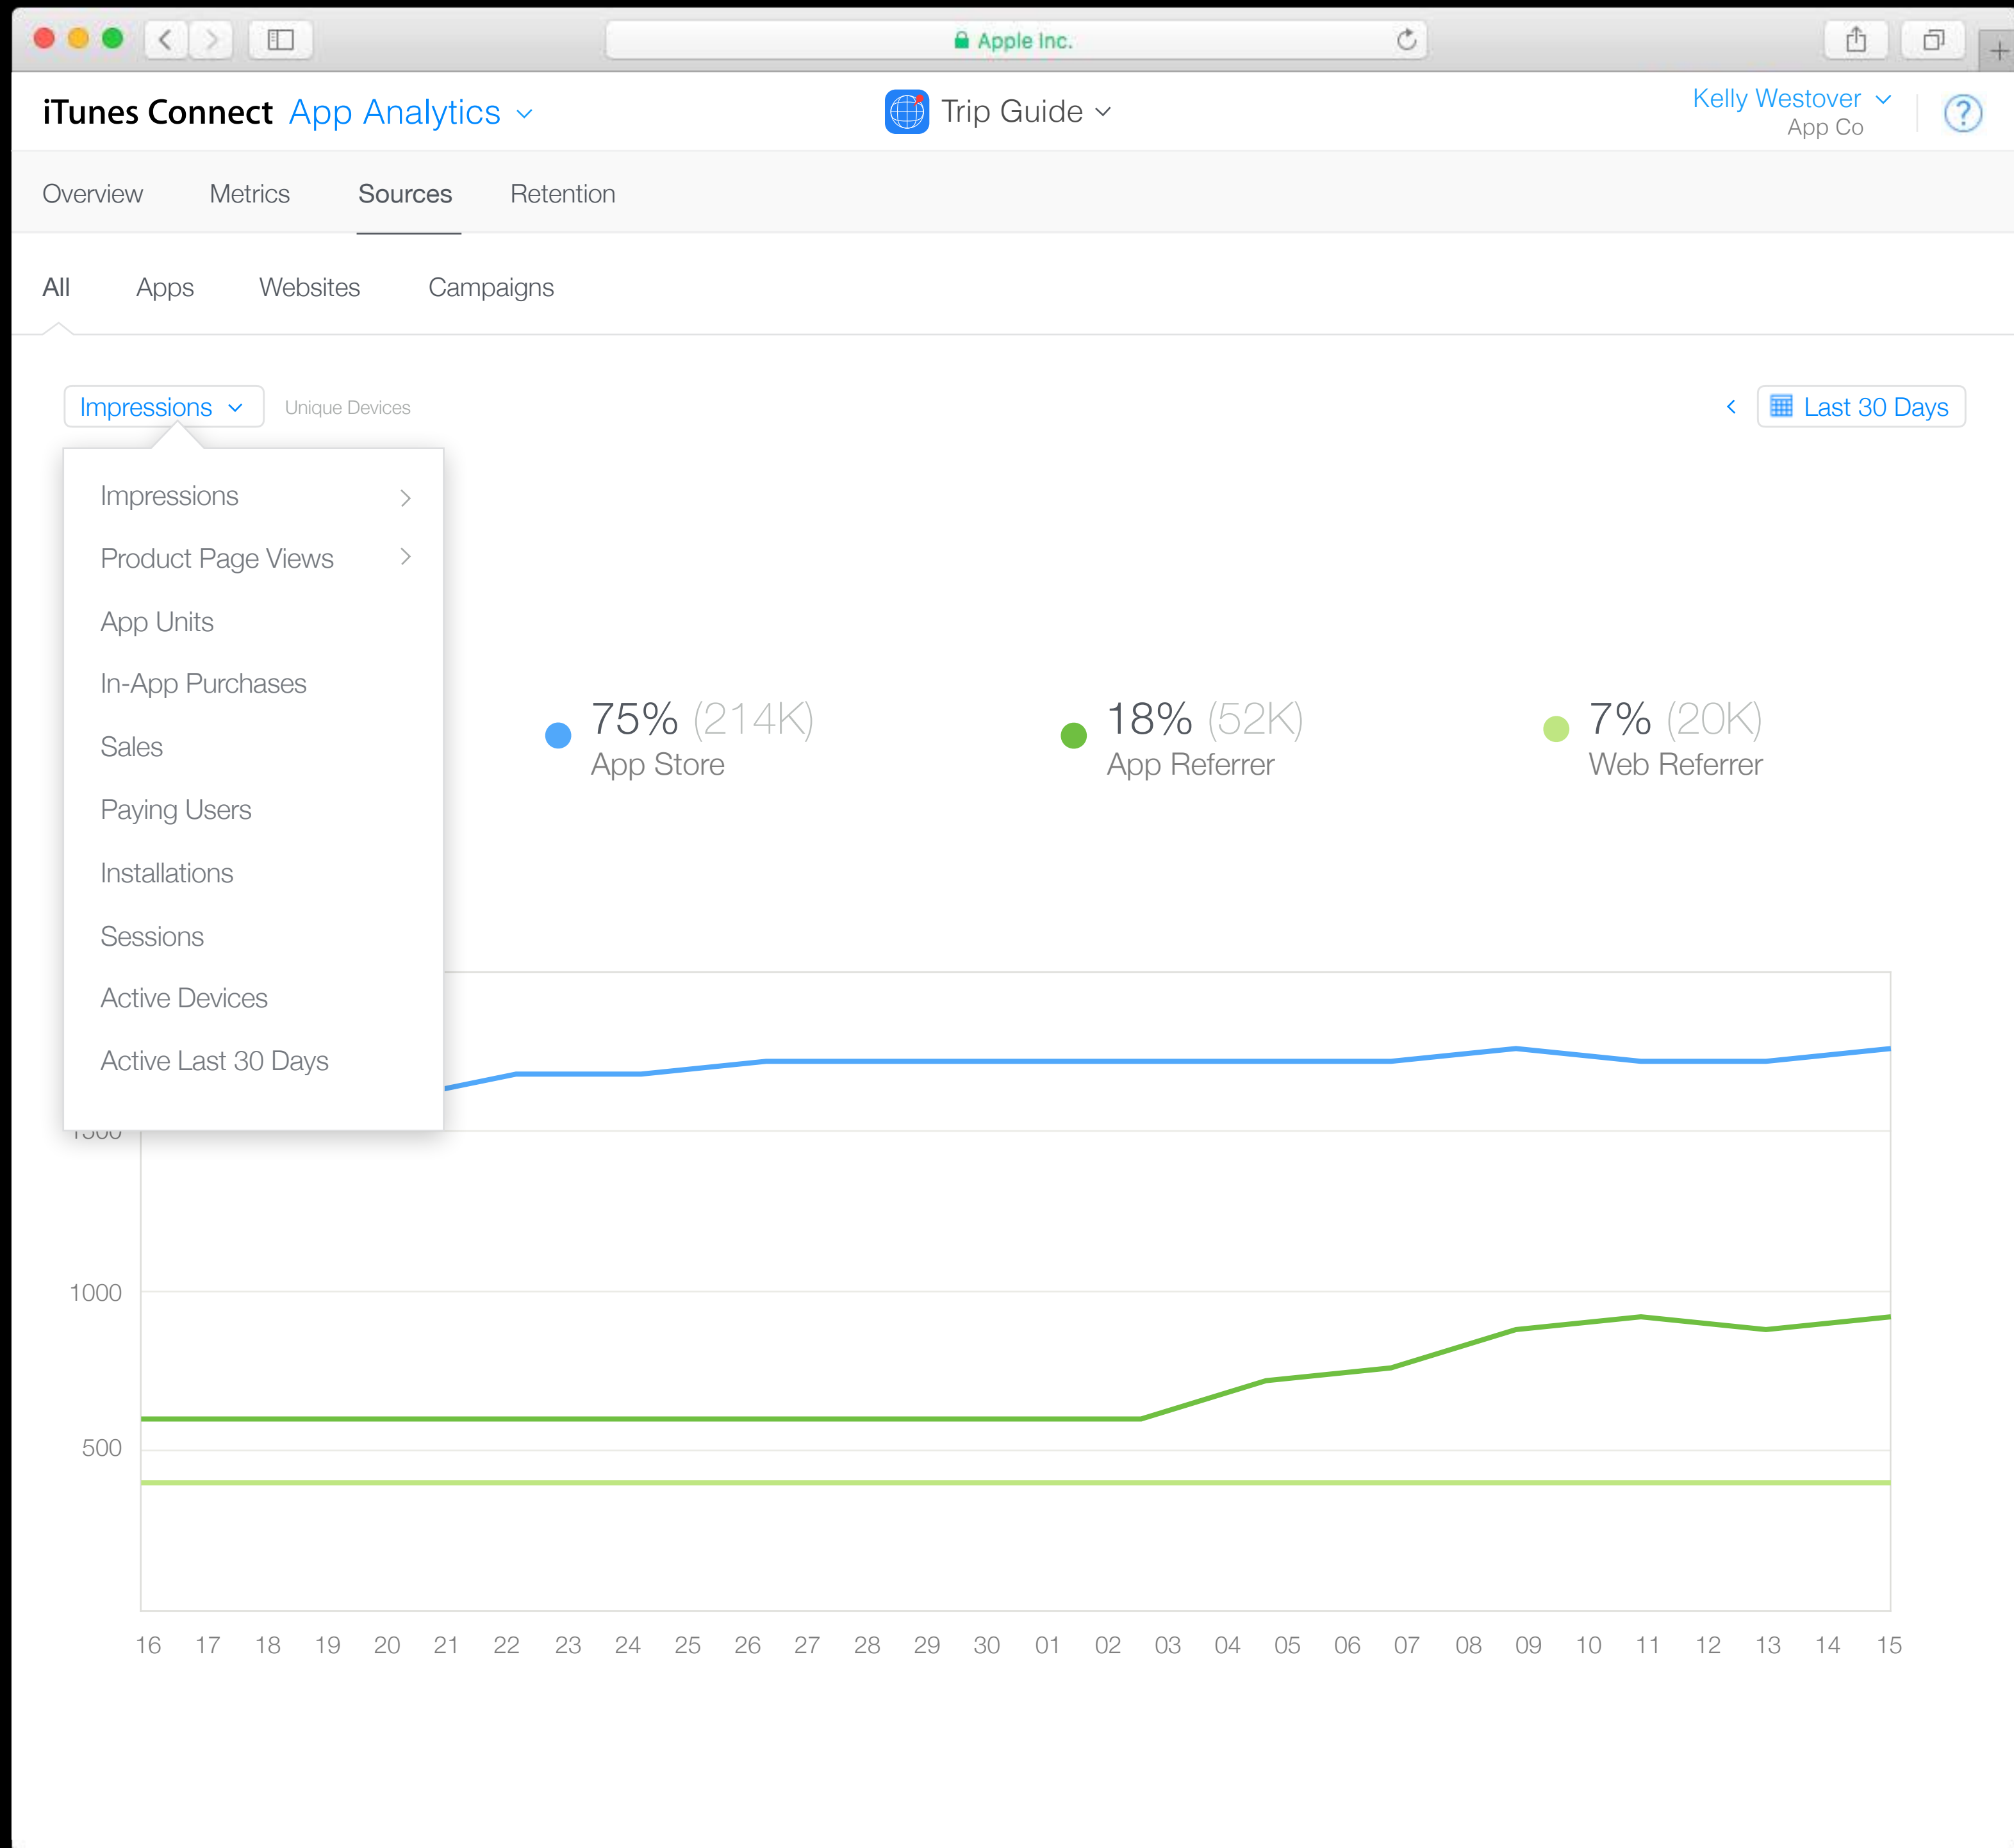 Apple Inc.
iTunes Connect App Analytics
Trip Guide
Kelly Westover
App Co
?
Overview Metrics Sources Retention
All Apps Websites Campaigns
Impressions Unique Devices
Last 30 Days
Impressions
Product Page Views
App Units
In-App Purchases
Sales
Paying Users
Installations
Sessions
Active Devices
Active Last 30 Days
75% (214K)
App Store
18% (52K)
App Referrer
7% (20K)
Web Referrer
1000
500
16 17 18 19 20 21 22 23 24 25 26 27 28 29 30 01 02 03 04 05 06 07 08 09 10 11 12 13 14 15